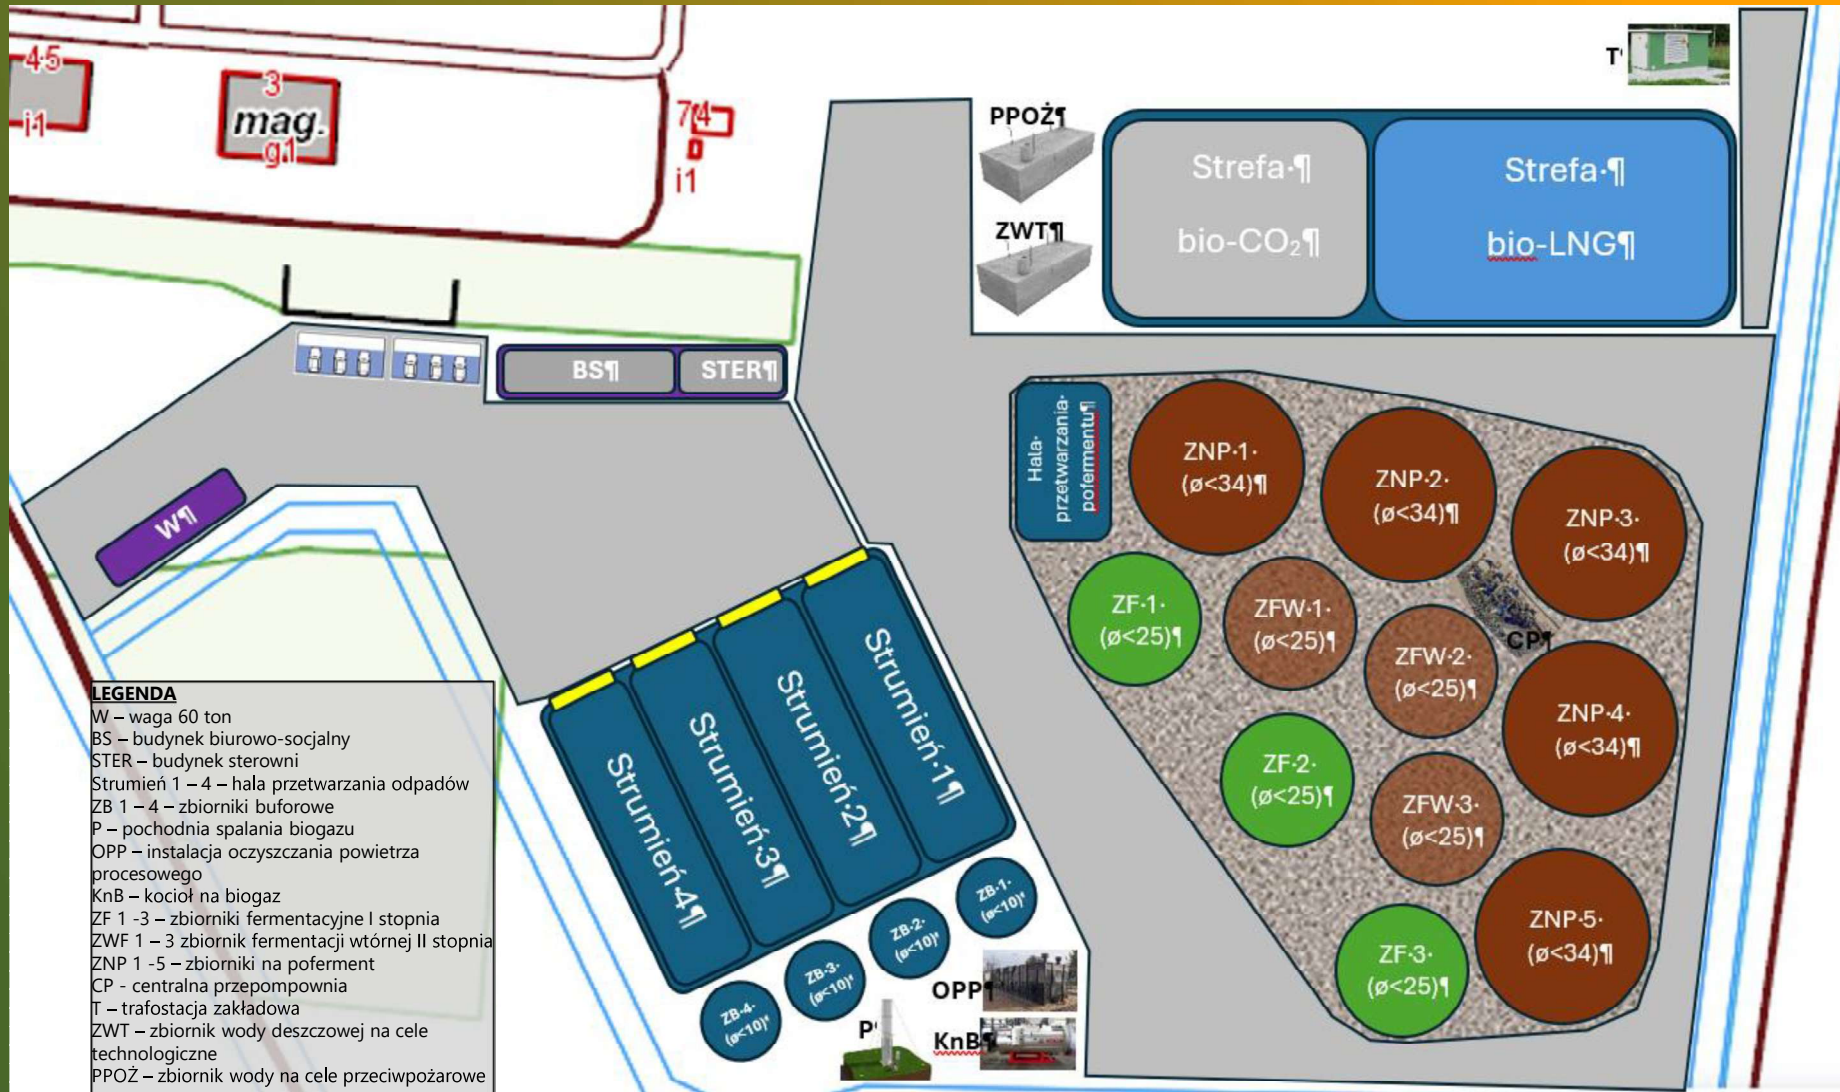 45
i1
3
mag.
g1
74
i1
T¶
PPOŻ¶
ZWT¶
Strefa·¶
bio-CO₂¶
Strefa·¶
bio-LNG¶
BS¶
STER¶
W¶
Hala·
przetwarzania·
pofermentu¶
ZNP·1·
(ø<34)¶
ZNP·2·
(ø<34)¶
ZNP·3·
(ø<34)¶
ZF·1·
(ø<25)¶
ZFW·1·
(ø<25)¶
ZFW·2·
(ø<25)¶
CP¶
ZNP·4·
(ø<34)¶
ZF·2·
(ø<25)¶
ZFW·3·
(ø<25)¶
ZNP·5·
(ø<34)¶
ZF·3·
(ø<25)¶
Strumień·1¶
Strumień·2¶
Strumień·3¶
Strumień·4¶
ZB·1·
(ø<10)¶
ZB·2·
(ø<10)¶
ZB·3·
(ø<10)¶
ZB·4·
(ø<10)¶
OPP¶
P¶
KnB¶
LEGENDA
W – waga 60 ton
BS – budynek biurowo-socjalny
STER – budynek sterowni
Strumień 1 – 4 – hala przetwarzania odpadów
ZB 1 – 4 – zbiorniki buforowe
P – pochodnia spalania biogazu
OPP – instalacja oczyszczania powietrza
procesowego
KnB – kocioł na biogaz
ZF 1 -3 – zbiorniki fermentacyjne I stopnia
ZWF 1 – 3 zbiornik fermentacji wtórnej II stopnia
ZNP 1 -5 – zbiorniki na poferment
CP - centralna przepompownia
T – trafostacja zakładowa
ZWT – zbiornik wody deszczowej na cele
technologiczne
PPOŻ – zbiornik wody na cele przeciwpożarowe